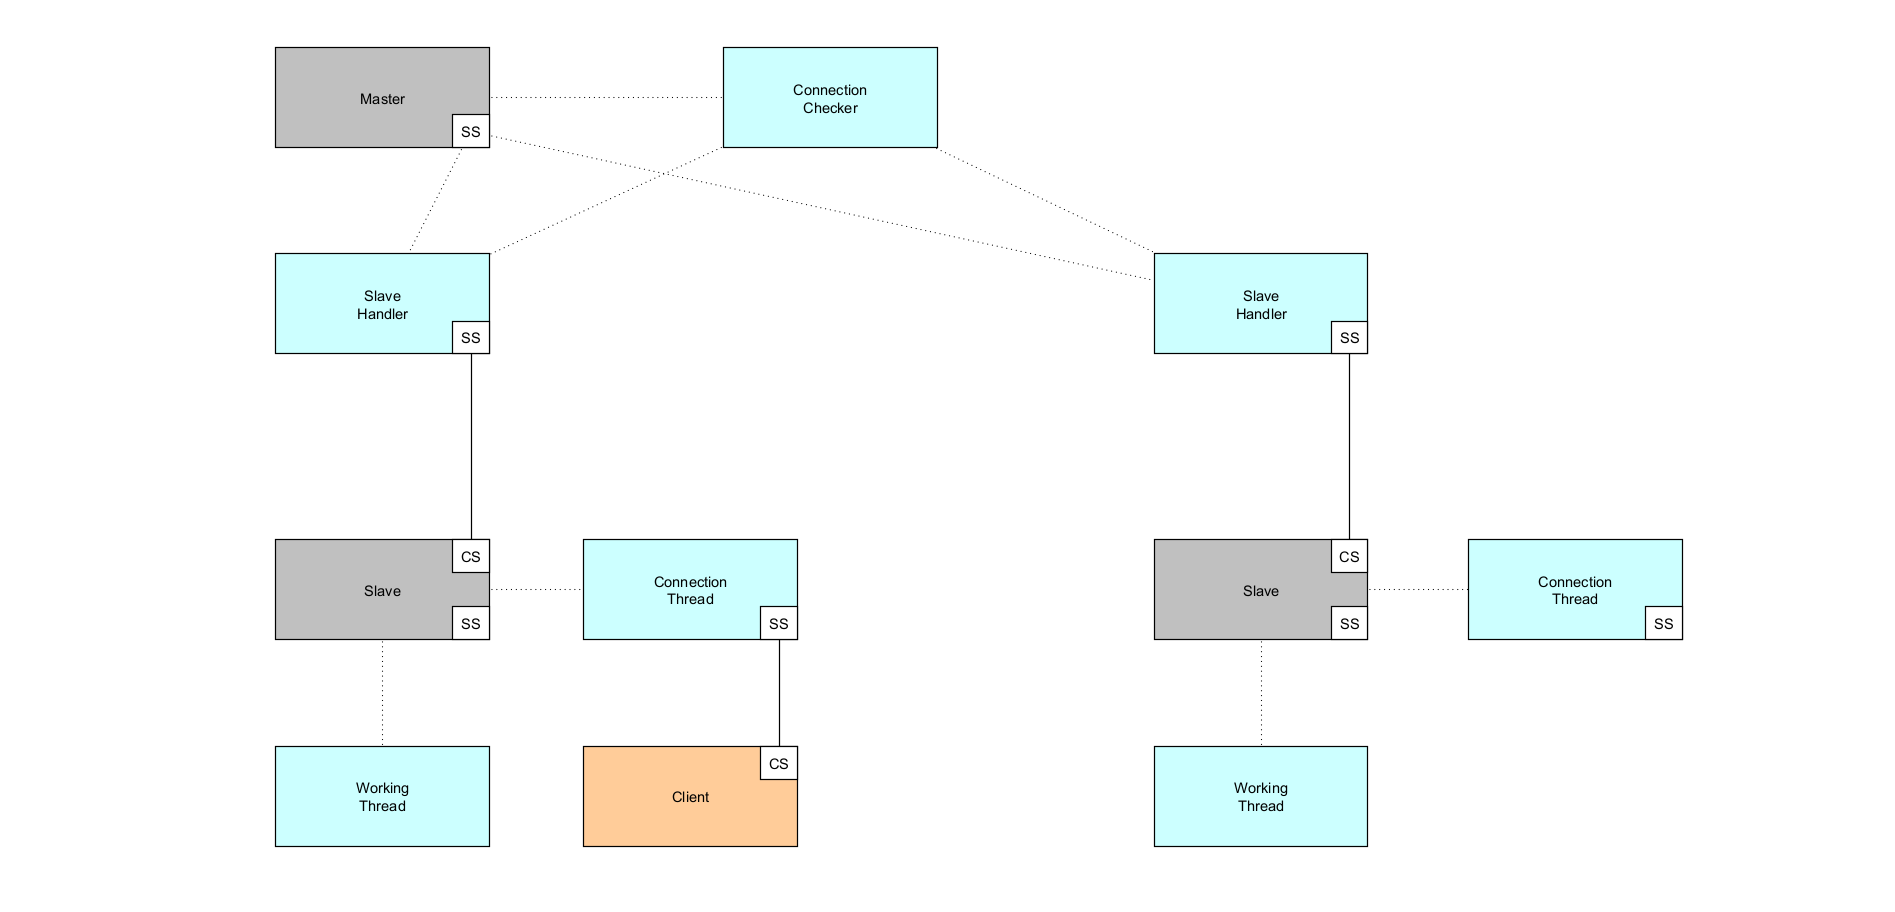 Master
SS
Connection
Checker
Slave
Handler
SS
Slave
Handler
SS
CS
Slave
SS
Connection
Thread
SS
CS
Slave
SS
Connection
Thread
SS
Working
Thread
CS
Client
Working
Thread